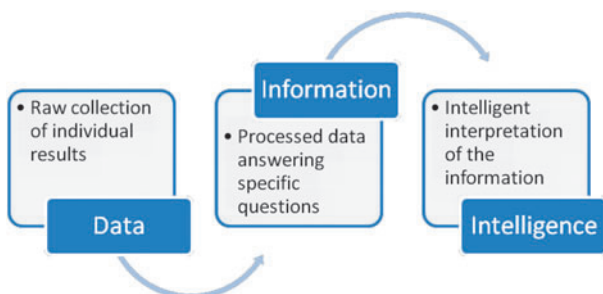 • Raw collection
of individual
results
Data
Information
• Processed data
answering
specific
questions
• Intelligent
interpretation
of the
information
Intelligence